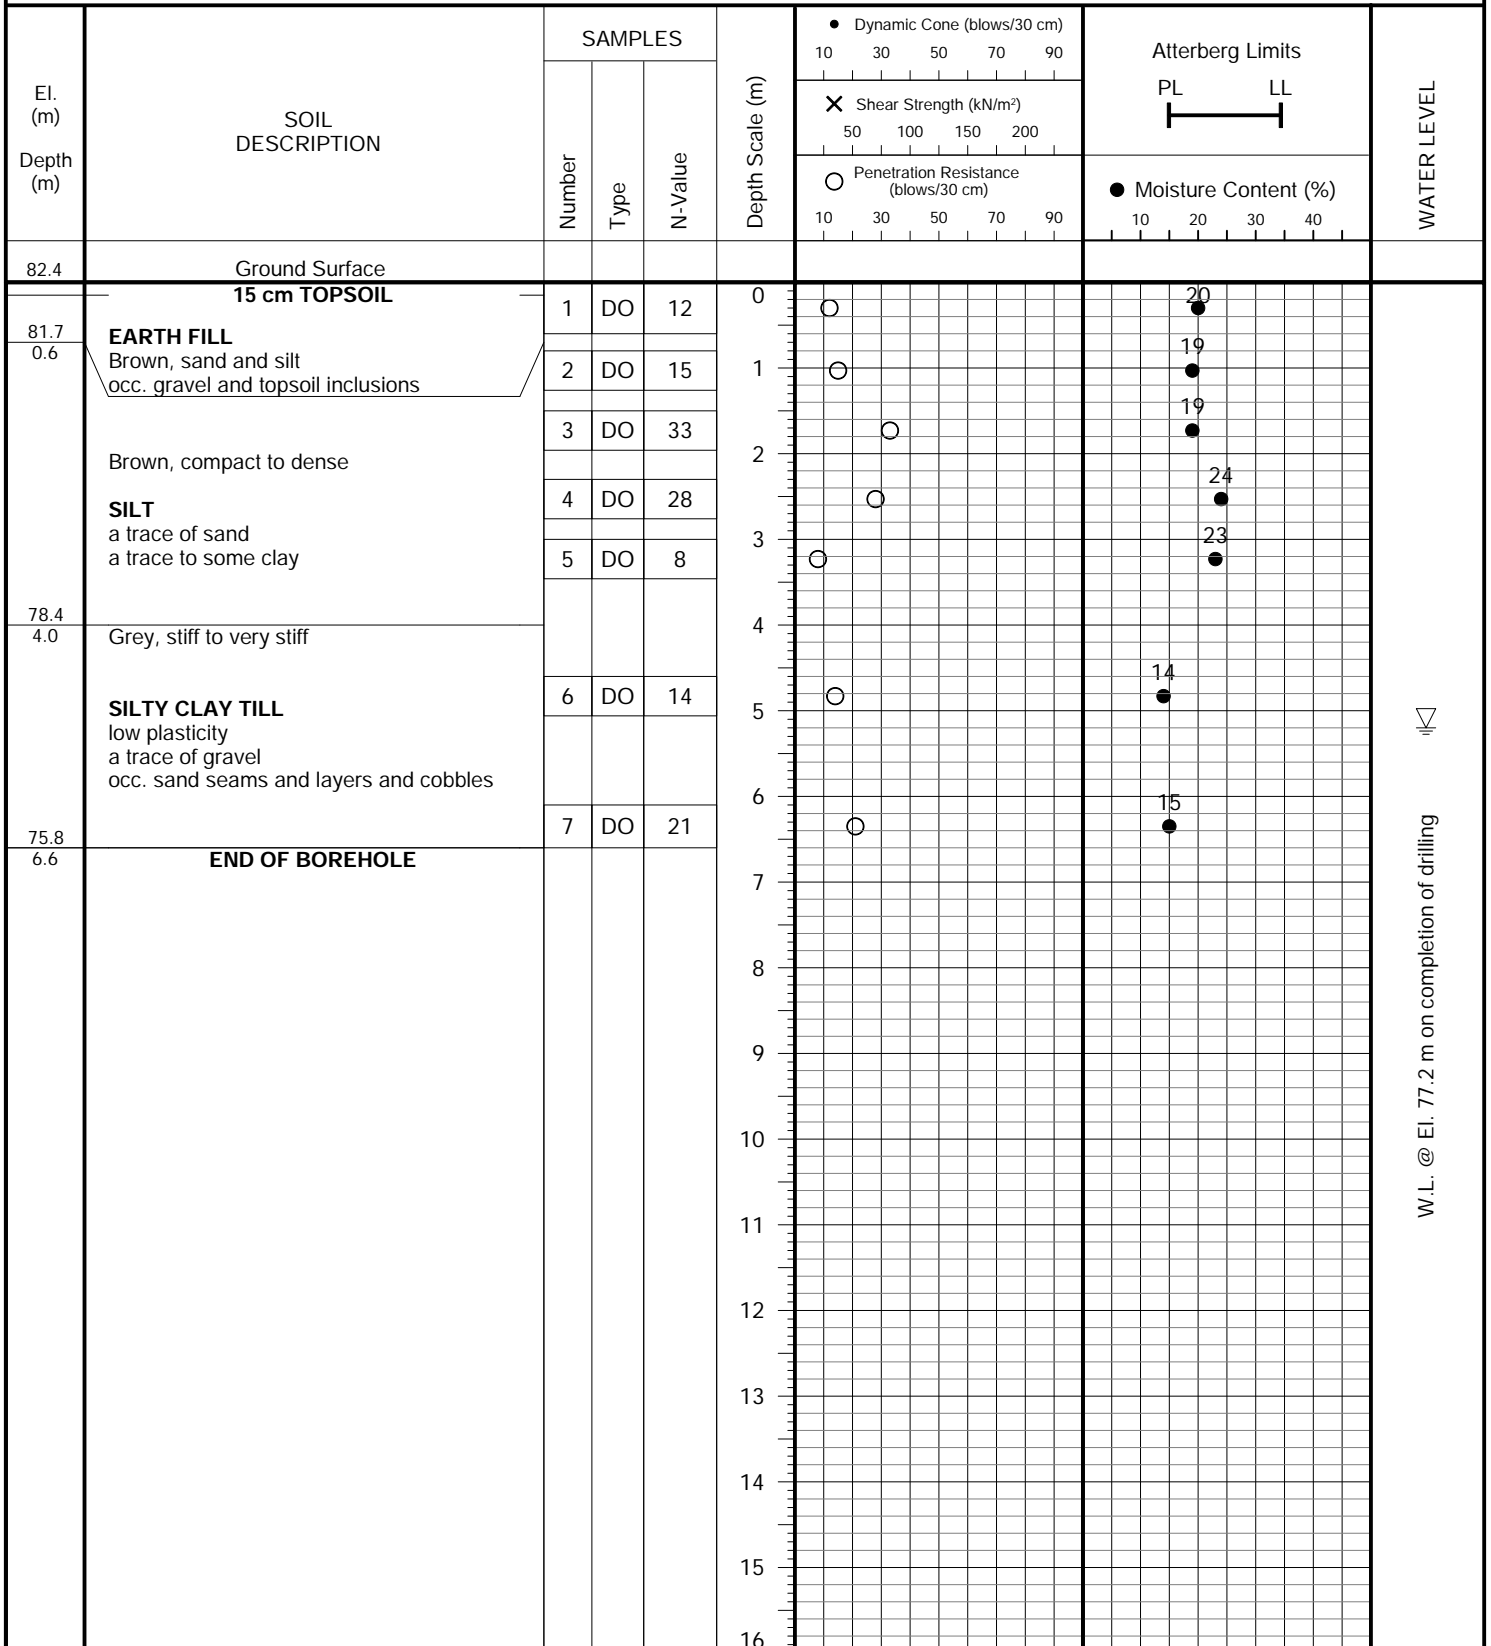 El.
(m)
Depth
(m)
SOIL
DESCRIPTION
SAMPLES
Number
Type
N-Value
Depth Scale (m)
Dynamic Cone (blows/30 cm)
10 30 50 70 90
Shear Strength (kN/m²)
50 100 150 200
Penetration Resistance
(blows/30 cm)
10 30 50 70 90
Atterberg Limits
PL LL
Moisture Content (%)
10 20 30 40
WATER LEVEL
82.4 Ground Surface
15 cm TOPSOIL
81.7
0.6
EARTH FILL
Brown, sand and silt
occ. gravel and topsoil inclusions
Brown, compact to dense
SILT
a trace of sand
a trace to some clay
78.4
4.0
Grey, stiff to very stiff
SILTY CLAY TILL
low plasticity
a trace of gravel
occ. sand seams and layers and cobbles
75.8
6.6
END OF BOREHOLE
1 DO 12
2 DO 15
3 DO 33
4 DO 28
5 DO 8
6 DO 14
7 DO 21
0
1
2
3
4
5
6
7
8
9
10
11
12
13
14
15
16
20
19
19
24
23
14
15
W.L. @ El. 77.2 m on completion of drilling